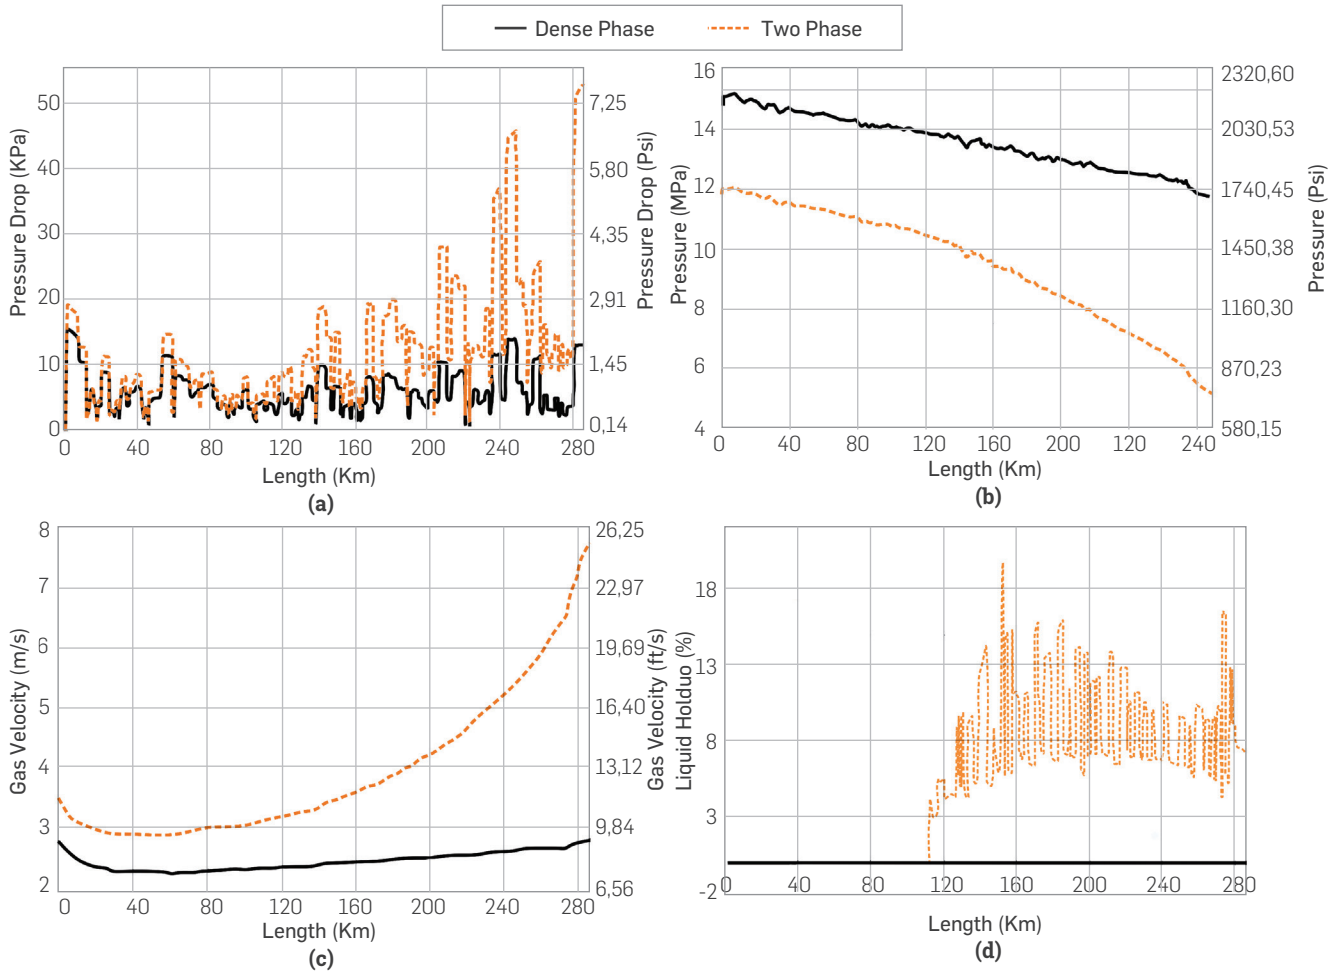 Dense Phase
Two Phase
Pressure Drop (KPa)
50
40
30
20
10
0
7,25
5,80
4,35
2,91
1,45
0,14
Pressure Drop (Psi)
0 40 80 120 160 200 240 280
Length (Km)
(a)
Pressure (MPa)
16
14
12
10
8
6
4
2320,60
2030,53
1740,45
1450,38
1160,30
870,23
580,15
Pressure (Psi)
0 40 80 120 160 200 120 240
Length (Km)
(b)
Gas Velocity (m/s)
8
7
6
5
4
3
2
26,25
22,97
19,69
16,40
13,12
9,84
6,56
Gas Velocity (ft/s)
0 40 80 120 160 200 240 280
Length (Km)
(c)
Liquid Holduo (%)
18
13
8
3
-2
0 40 80 120 160 200 240 280
Length (Km)
(d)